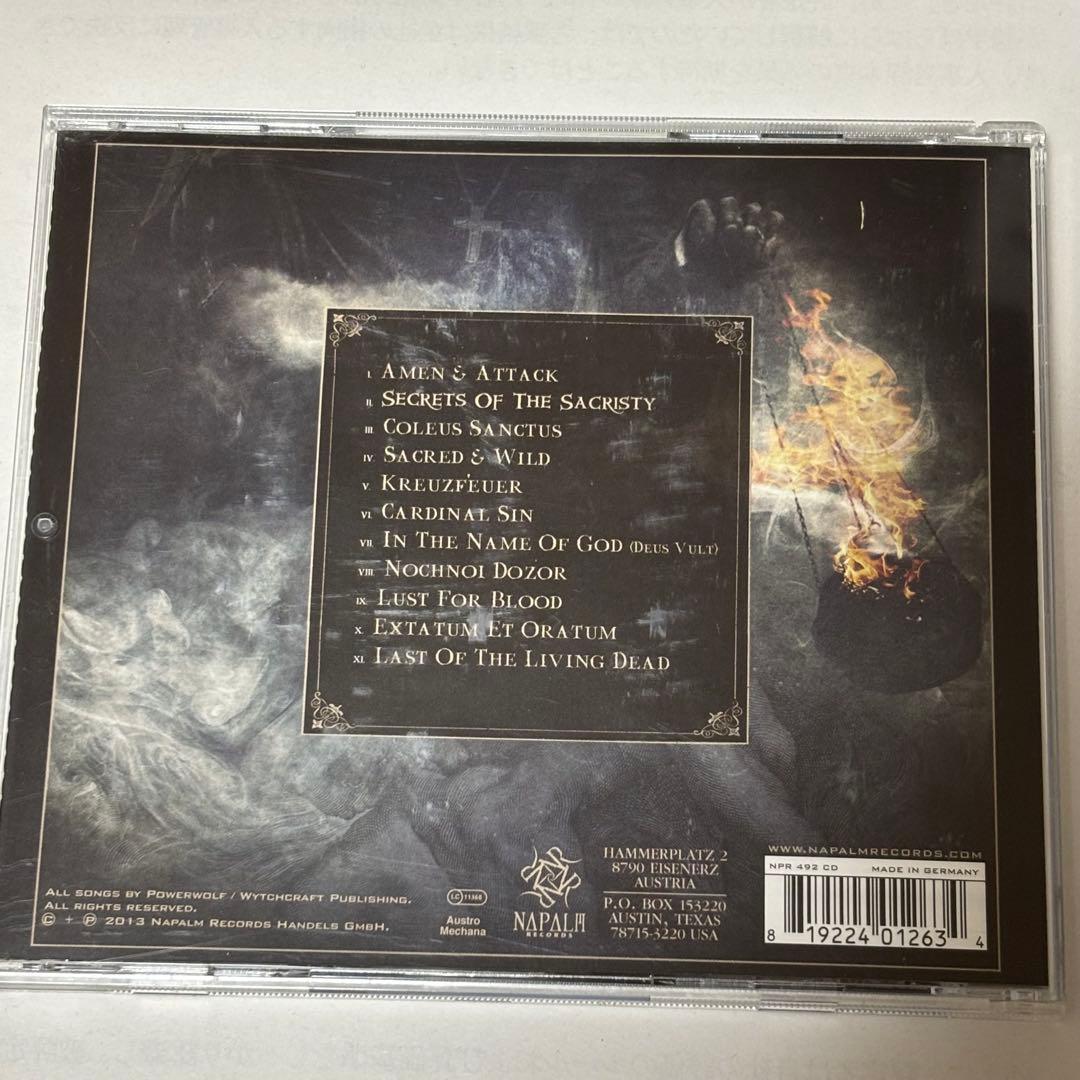 I. AMEN & ATTACK
II. SECRETS OF THE SACRISTY
III. COLEUS SANCTUS
IV. SACRED & WILD
V. KREUZFEUER
VI. CARDINAL SIN
VII. IN THE NAME OF GOD (DEUS VULT)
VIII. NOCHNOI DOZOR
IX. LUST FOR BLOOD
X. EXTATUM ET ORATUM
XI. LAST OF THE LIVING DEAD
ALL SONGS BY POWERWOLF / WYTCHCRAFT PUBLISHING.
ALL RIGHTS RESERVED.
© + ℗ 2013 NAPALM RECORDS HANDELS GMBH.
LC 11368
Austro
Mechana
NAPALM
RECORDS
HAMMERPLATZ 2
8790 EISENERZ
AUSTRIA
P.O. BOX 153220
AUSTIN, TEXAS
78715-3220 USA
WWW.NAPALMRECORDS.COM
NPR 492 CD MADE IN GERMANY
8 19224 01263 4